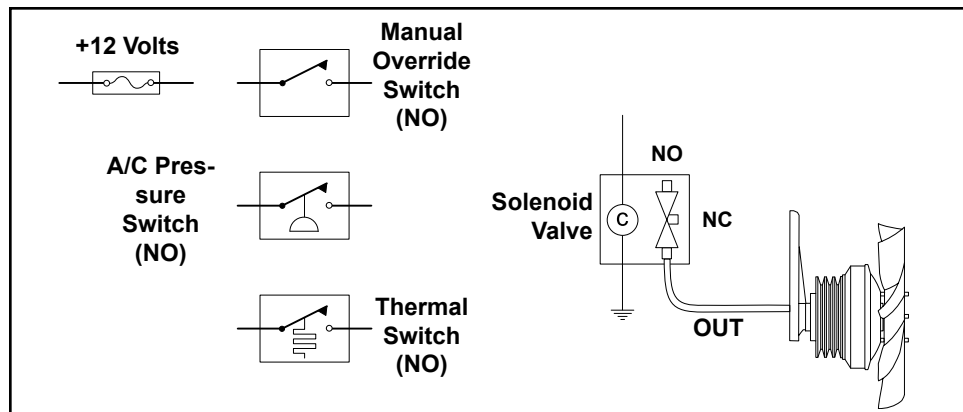 +12 Volts
Manual
Override
Switch
(NO)
A/C Pres-
sure
Switch
(NO)
Thermal
Switch
(NO)
Solenoid
Valve
C
NO
NC
OUT